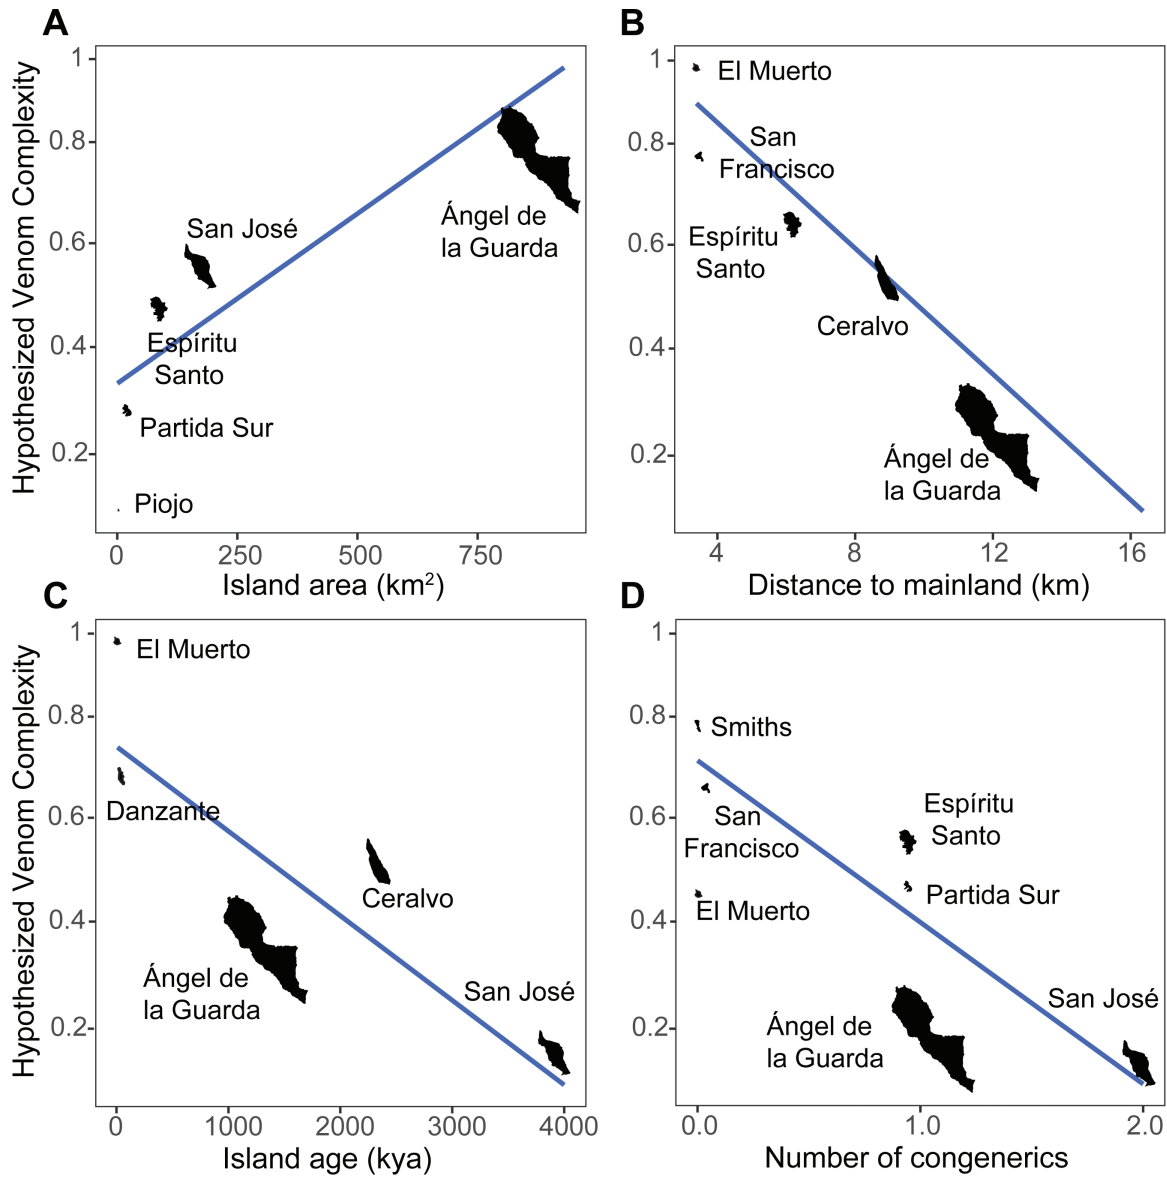 A
Hypothesized Venom Complexity
1
0.8
0.6
0.4
0.2
San José
Ángel de
la Guarda
Espíritu
Santo
Partida Sur
Piojo
0
250
500
750
Island area (km²)
B
1
0.8
0.6
0.4
0.2
El Muerto
San
Francisco
Espíritu
Santo
Ceralvo
Ángel de
la Guarda
4
8
12
16
Distance to mainland (km)
C
Hypothesized Venom Complexity
1
0.8
0.6
0.4
0.2
El Muerto
Danzante
Ceralvo
Ángel de
la Guarda
San José
0
1000
2000
3000
4000
Island age (kya)
D
1
0.8
0.6
0.4
0.2
Smiths
San
Francisco
Espíritu
Santo
El Muerto
Partida Sur
San José
Ángel de
la Guarda
0.0
1.0
2.0
Number of congenerics